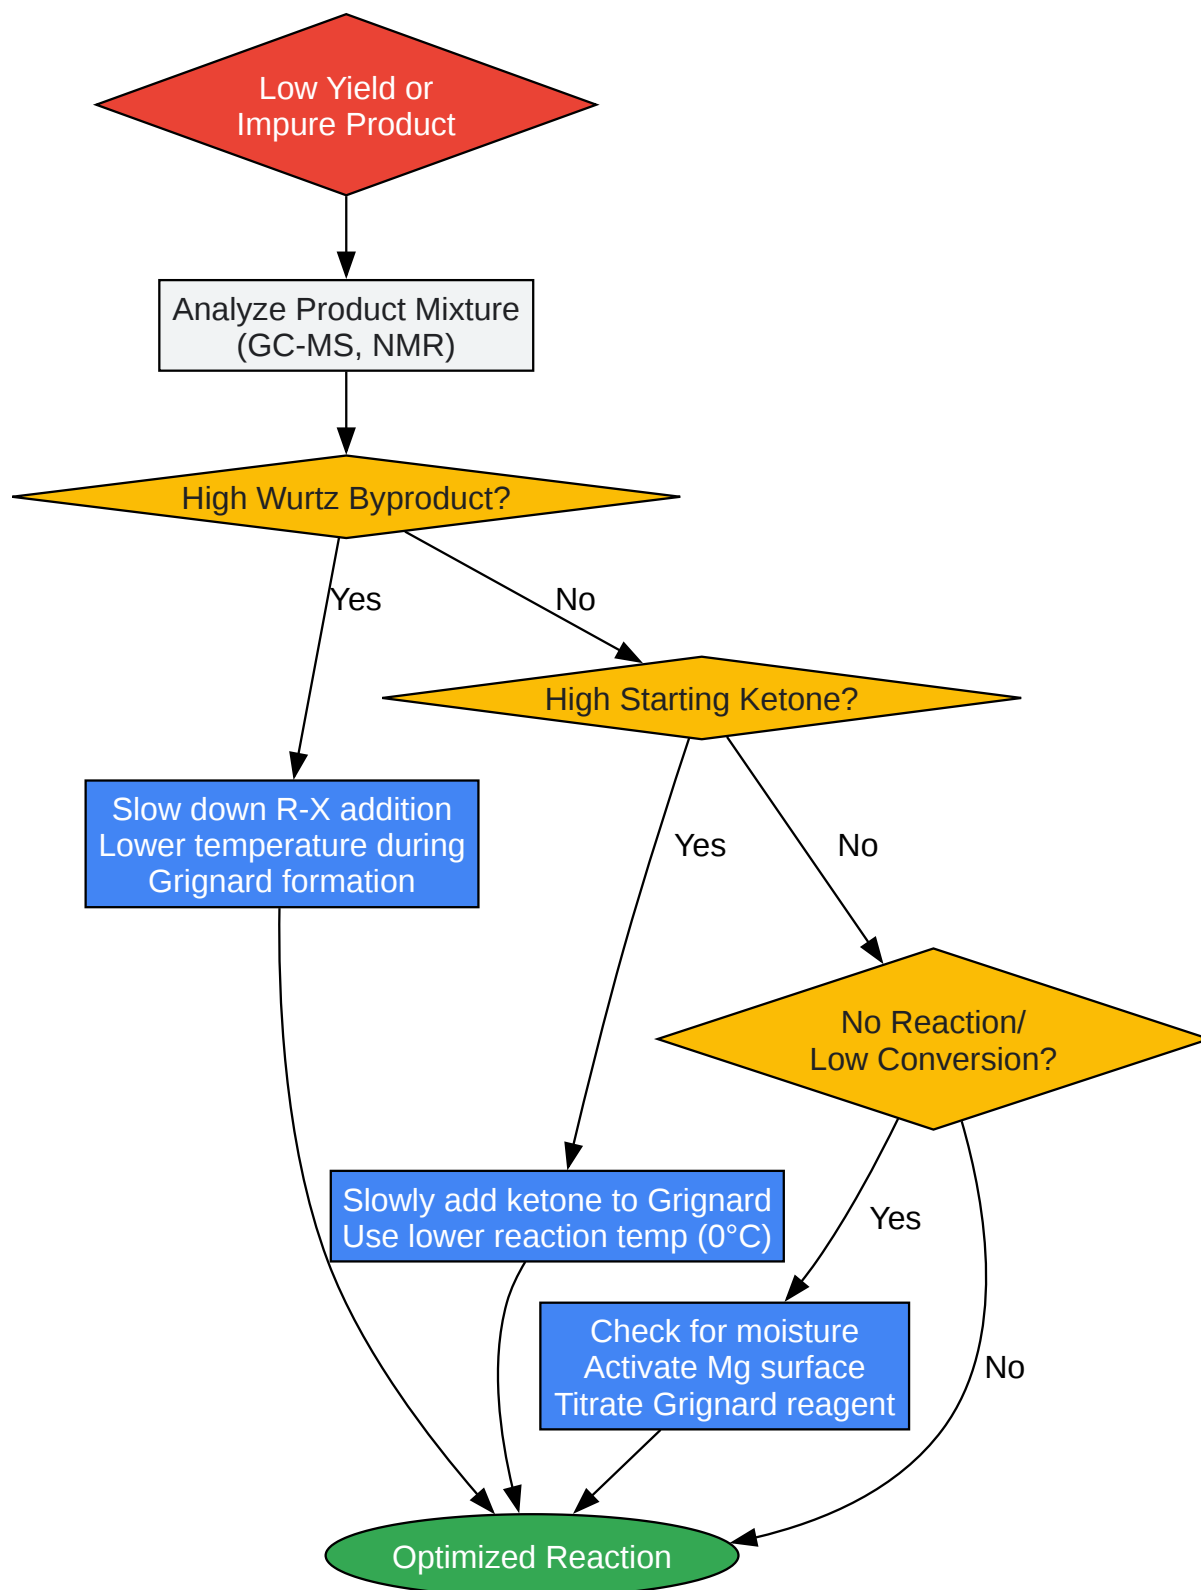 Low Yield or
Impure Product
Analyze Product Mixture
(GC-MS, NMR)
High Wurtz Byproduct?
Yes
No
High Starting Ketone?
Slow down R-X addition
Lower temperature during
Grignard formation
Yes
No
No Reaction/
Low Conversion?
Slowly add ketone to Grignard
Use lower reaction temp (0°C)
Yes
Check for moisture
Activate Mg surface
Titrate Grignard reagent
No
Optimized Reaction